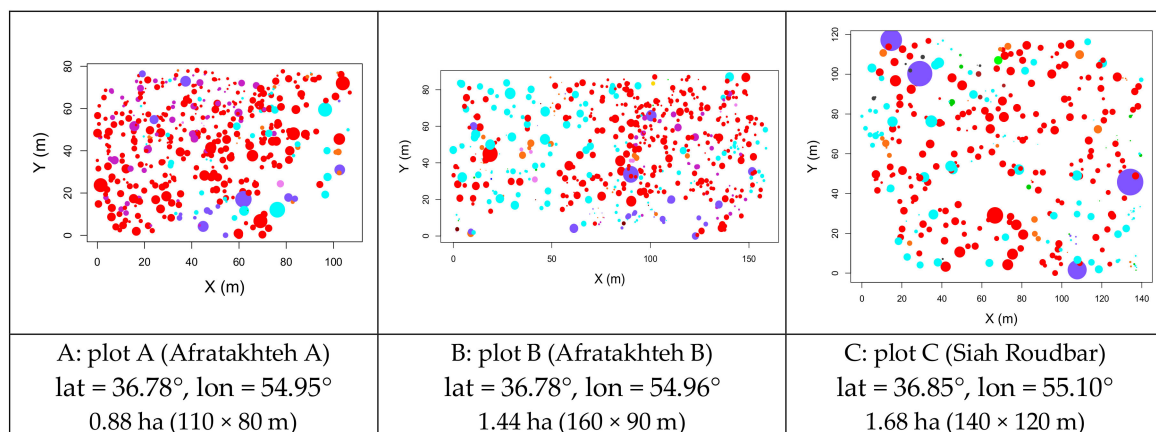 80
60
40
20
0
Y (m)
0 20 40 60 80 100
X (m)
80
60
40
20
0
Y (m)
0 50 100 150
X (m)
120
100
80
60
40
20
0
Y (m)
0 20 40 60 80 100 120 140
X (m)
A: plot A (Afratakhteh A)
lat = 36.78°, lon = 54.95°
0.88 ha (110 × 80 m)
B: plot B (Afratakhteh B)
lat = 36.78°, lon = 54.96°
1.44 ha (160 × 90 m)
C: plot C (Siah Roudbar)
lat = 36.85°, lon = 55.10°
1.68 ha (140 × 120 m)